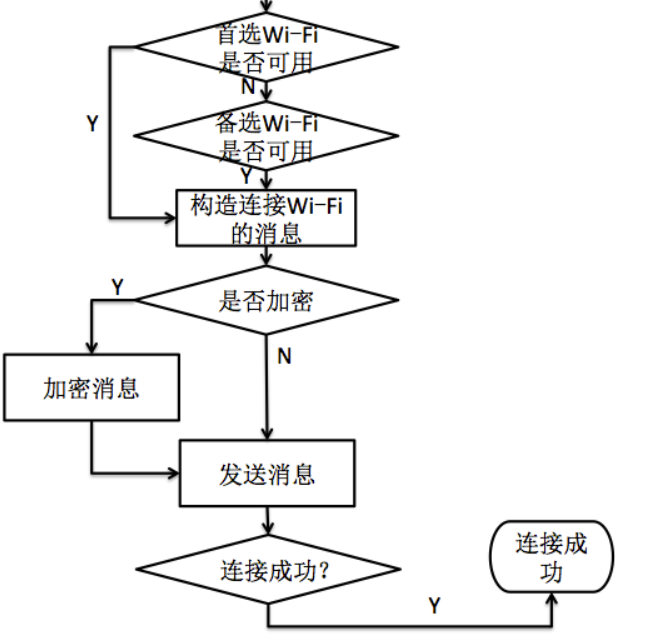 首选Wi-Fi
是否可用
N
Y
备选Wi-Fi
是否可用
Y
构造连接Wi-Fi
的消息
Y
是否加密
N
加密消息
发送消息
连接成功?
连接成
功
Y